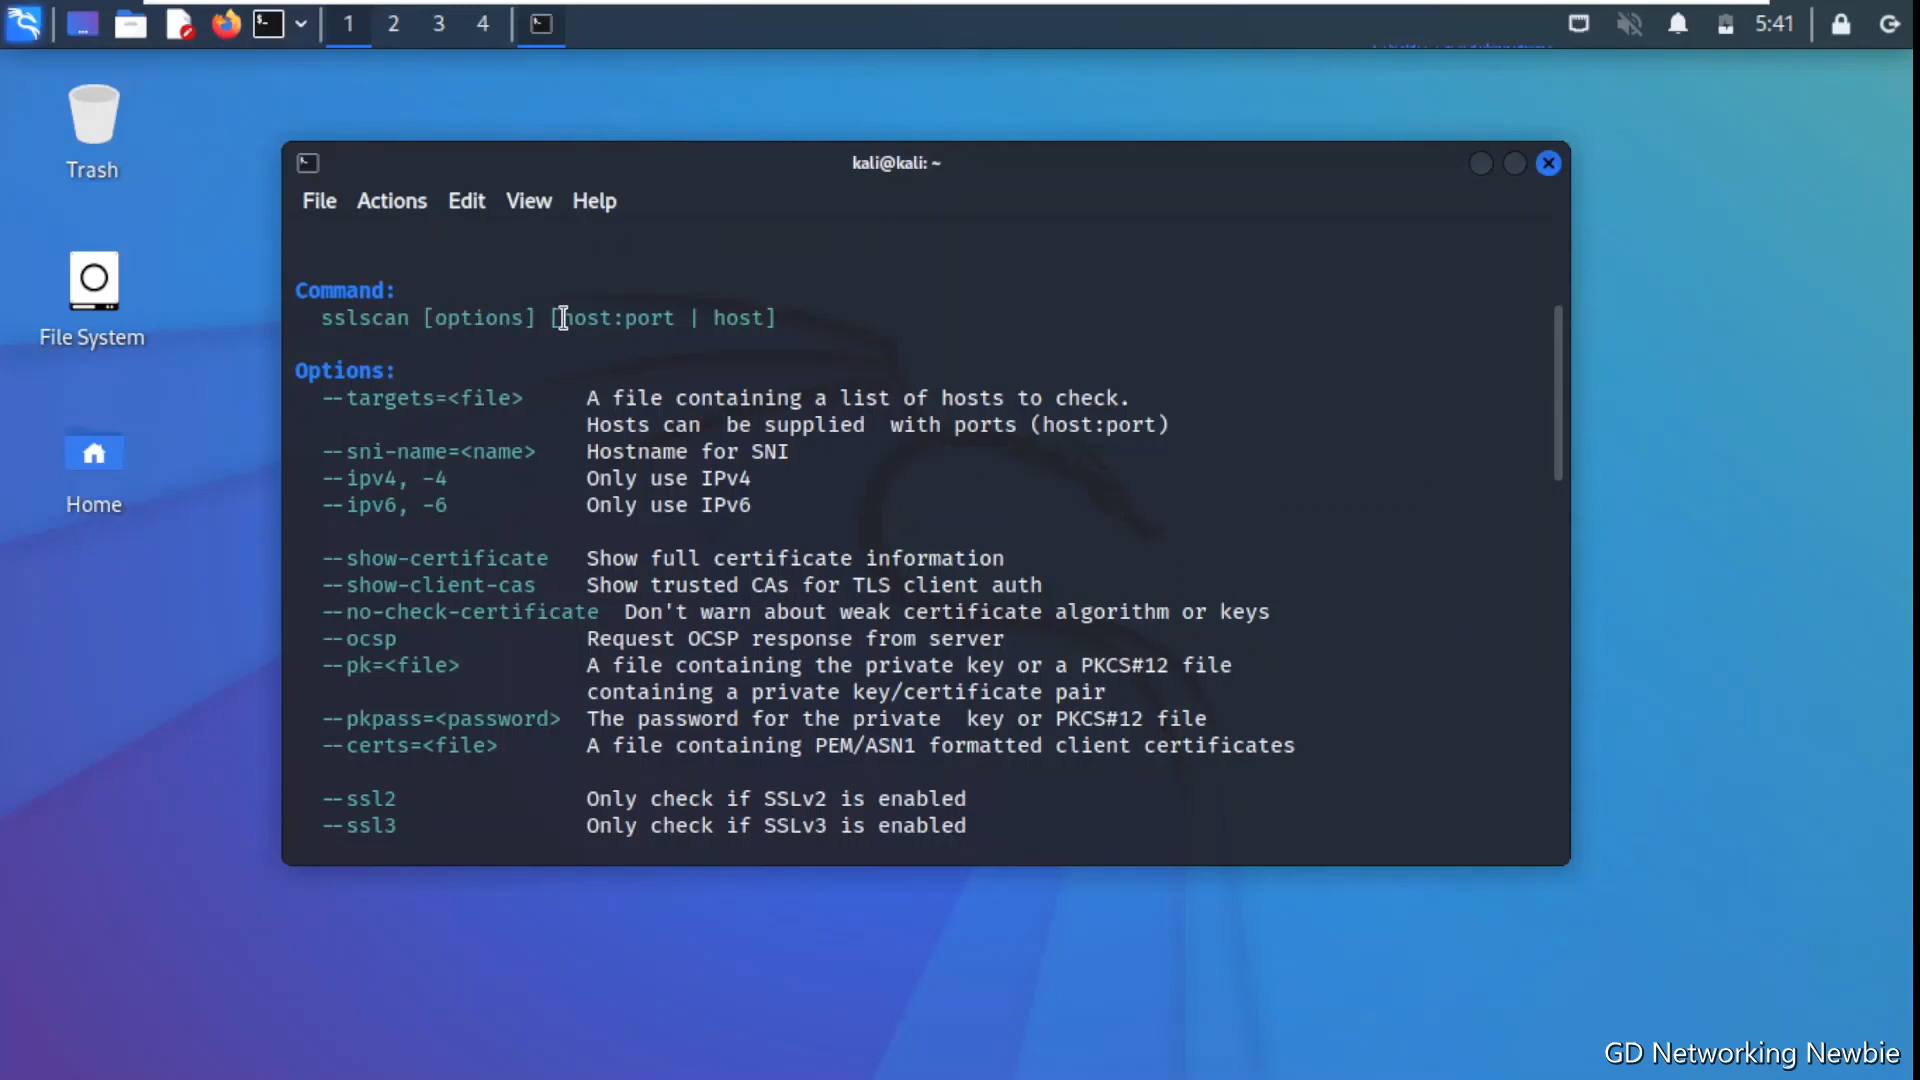 1 2 3 4
5:41
Trash
File System
Home
kali@kali: ~
File Actions Edit View Help
Command:
sslscan [options] [host:port | host]
Options:
--targets=<file> A file containing a list of hosts to check.
Hosts can be supplied with ports (host:port)
--sni-name=<name> Hostname for SNI
--ipv4, -4 Only use IPv4
--ipv6, -6 Only use IPv6
--show-certificate Show full certificate information
--show-client-cas Show trusted CAs for TLS client auth
--no-check-certificate Don't warn about weak certificate algorithm or keys
--ocsp Request OCSP response from server
--pk=<file> A file containing the private key or a PKCS#12 file
containing a private key/certificate pair
--pkpass=<password> The password for the private key or PKCS#12 file
--certs=<file> A file containing PEM/ASN1 formatted client certificates
--ssl2 Only check if SSLv2 is enabled
--ssl3 Only check if SSLv3 is enabled
GD Networking Newbie